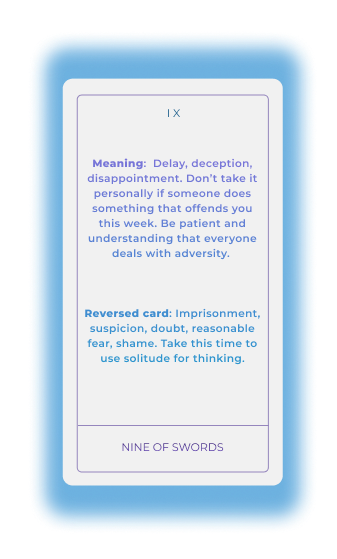 IX
Meaning: Delay, deception,
disappointment. Don't take it
personally if someone does
something that offends you
this week. Be patient and
understanding that everyone
deals with adversity.
Reversed card: Imprisonment,
suspicion, doubt, reasonable
fear, shame. Take this time to
use solitude for thinking.
NINE OF SWORDS